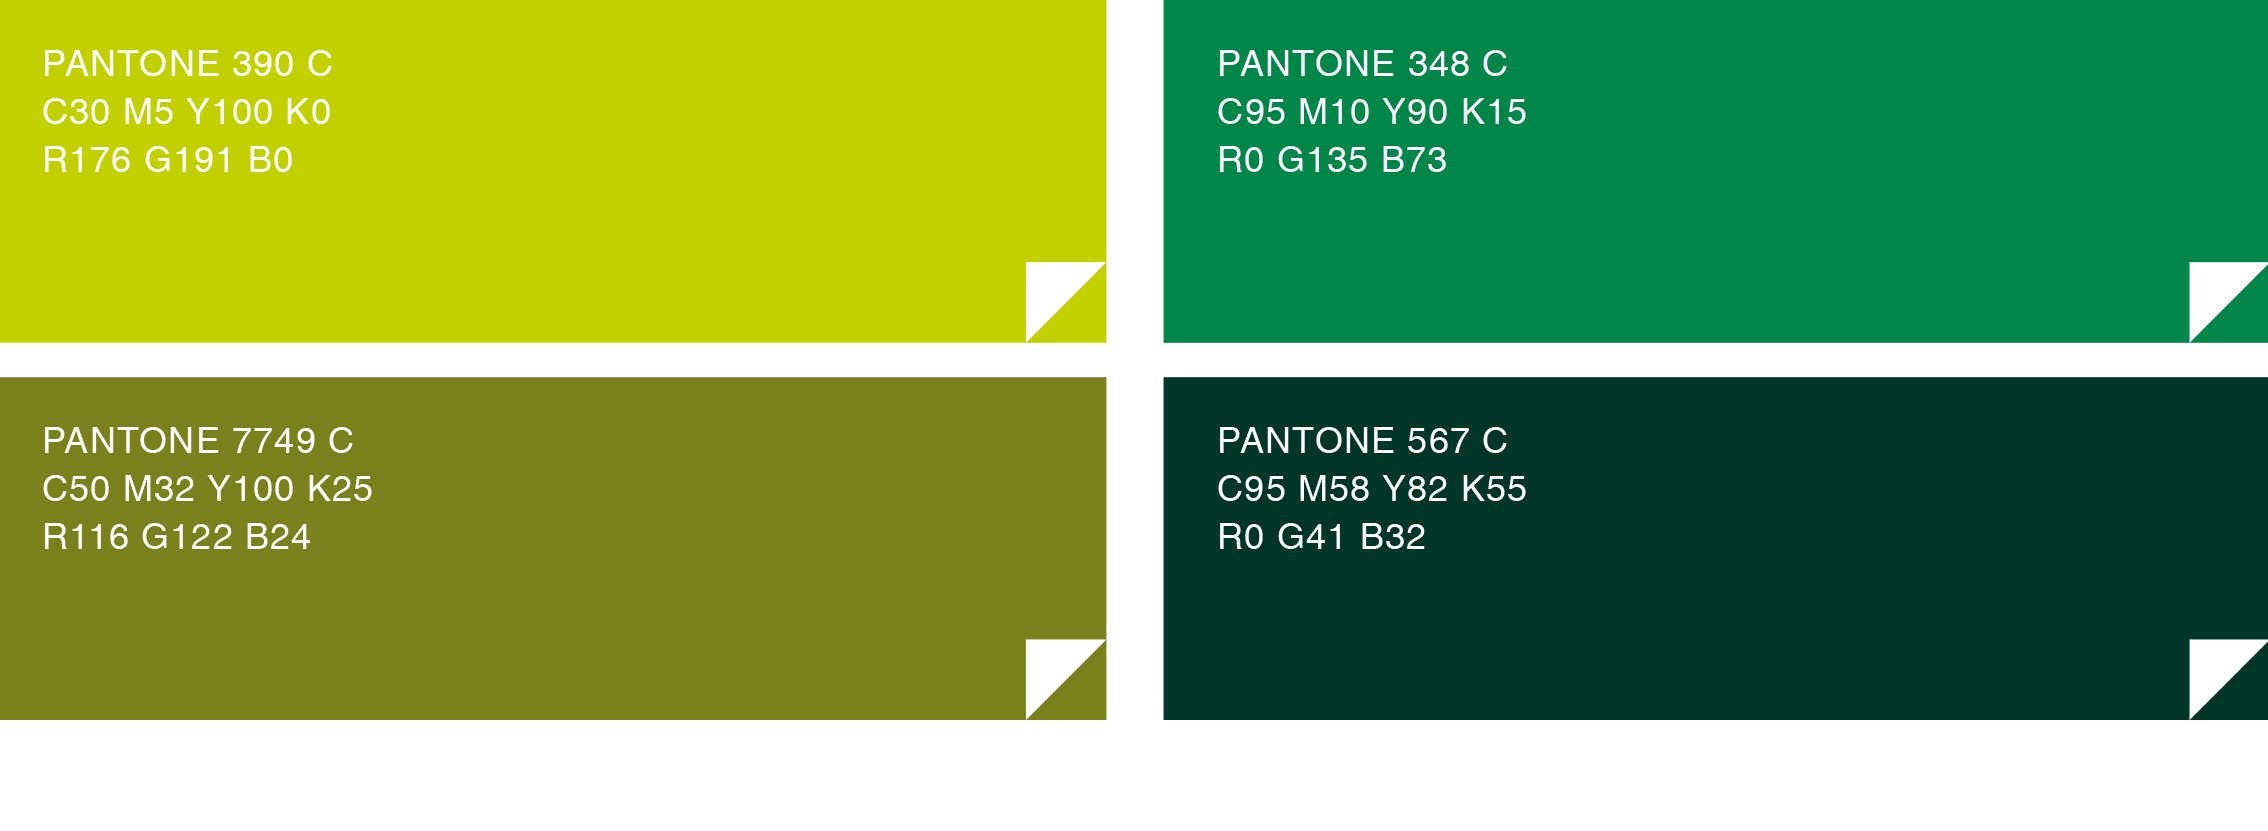 PANTONE 390 C
C30 M5 Y100 K0
R176 G191 B0
PANTONE 348 C
C95 M10 Y90 K15
R0 G135 B73
PANTONE 7749 C
C50 M32 Y100 K25
R116 G122 B24
PANTONE 567 C
C95 M58 Y82 K55
R0 G41 B32